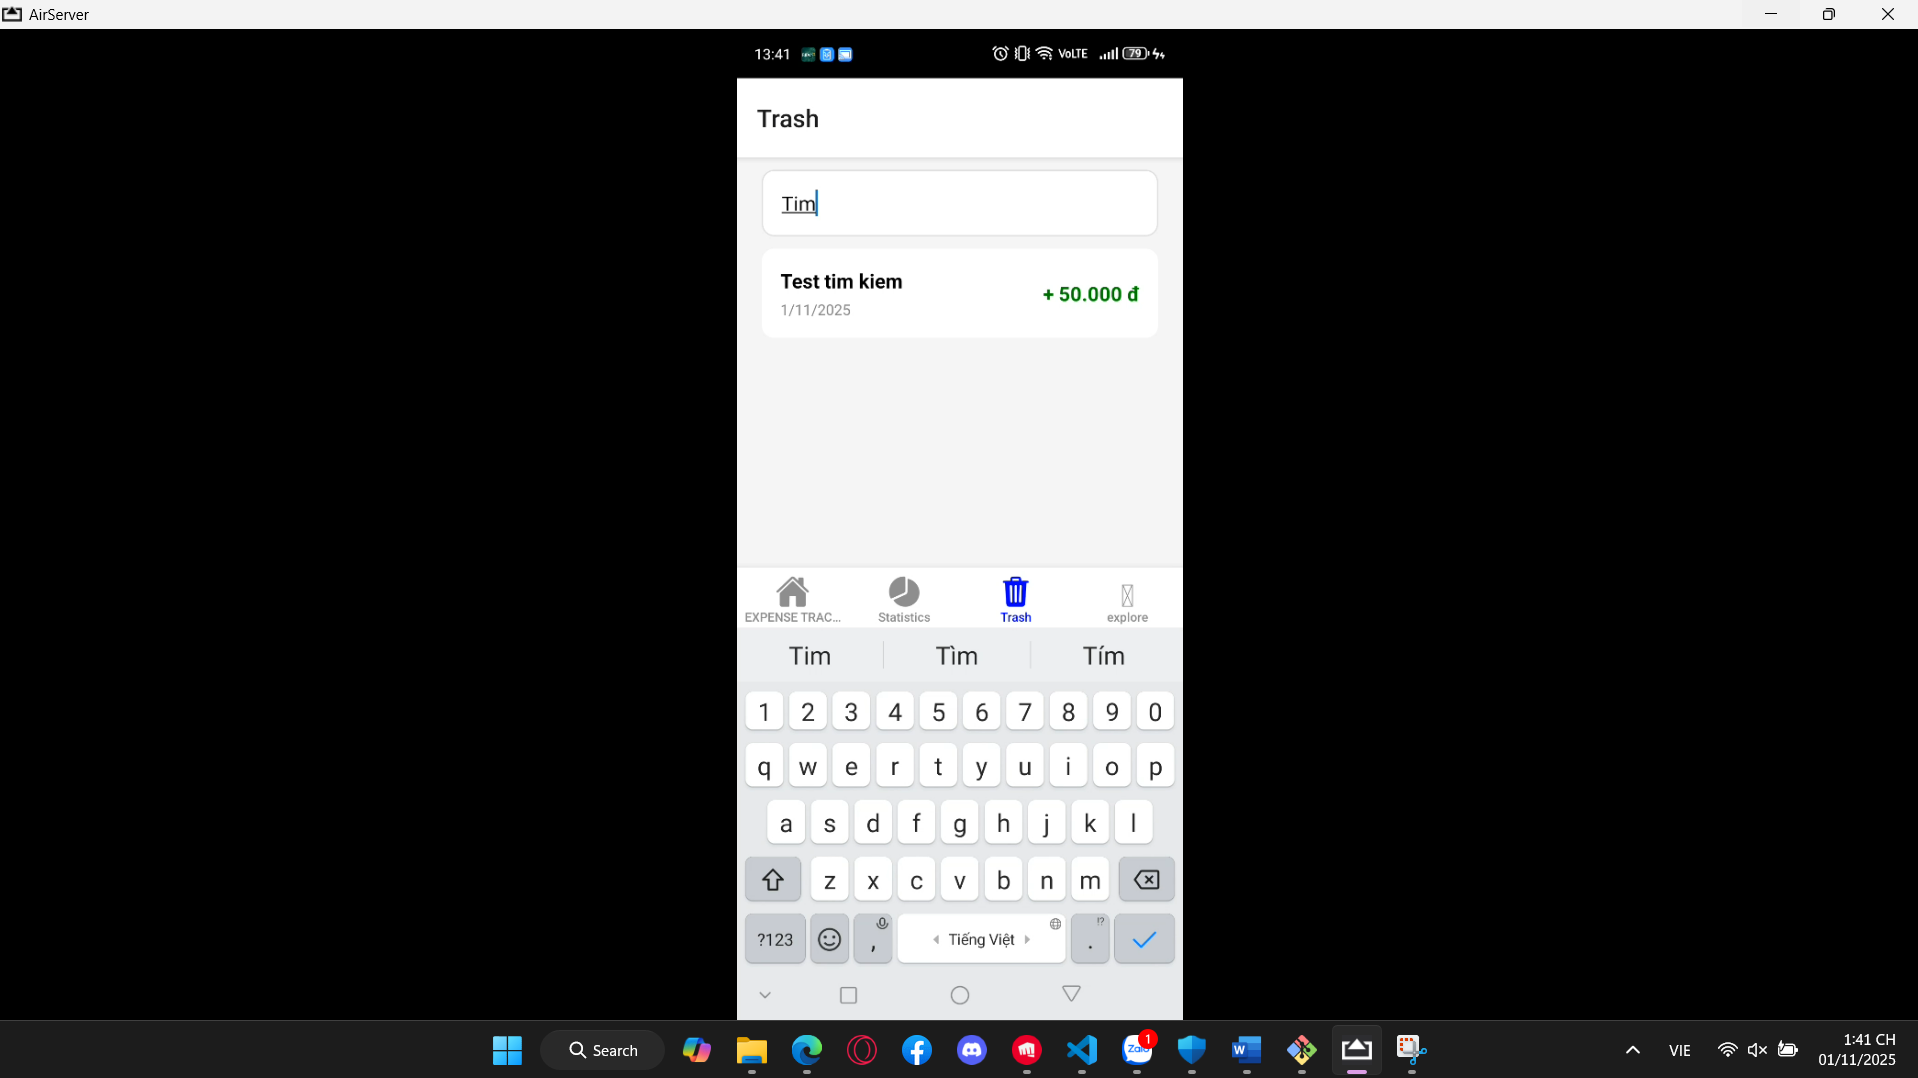 AirServer
13:41
VoLTE
79
Trash
Tim
Test tim kiem
+ 50.000 đ
1/11/2025
EXPENSE TRAC...
Statistics
Trash
explore
Tim
Tìm
Tím
1 2 3 4 5 6 7 8 9 0
q w e r t y u i o p
a s d f g h j k l
z x c v b n m
?123
,
Tiếng Việt
!?
.
Search
Zalo
1
W
VIE
1:41 CH
01/11/2025